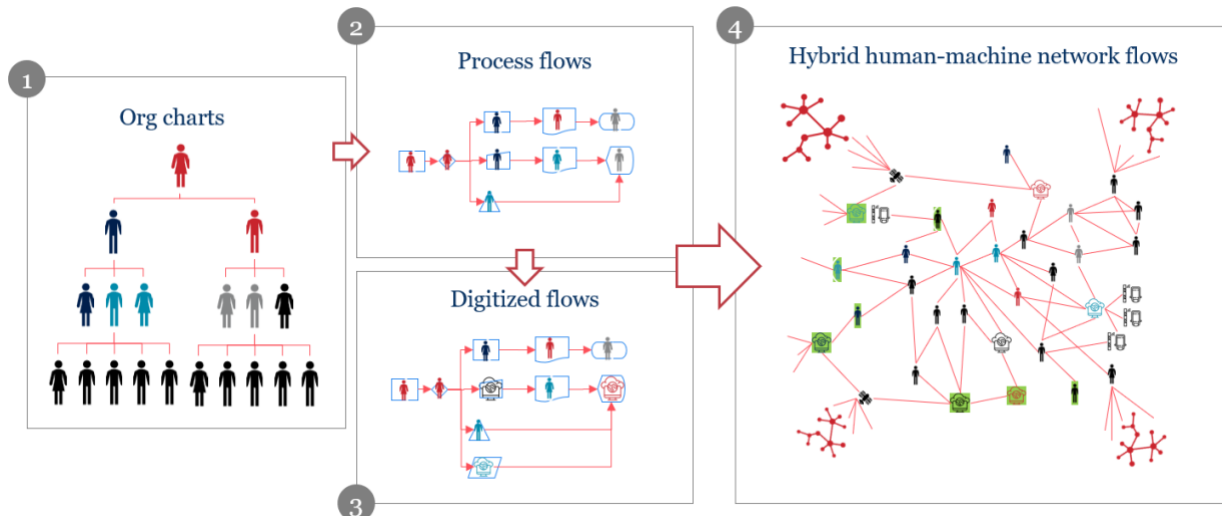 1
Org charts
2
Process flows
3
Digitized flows
4
Hybrid human-machine network flows